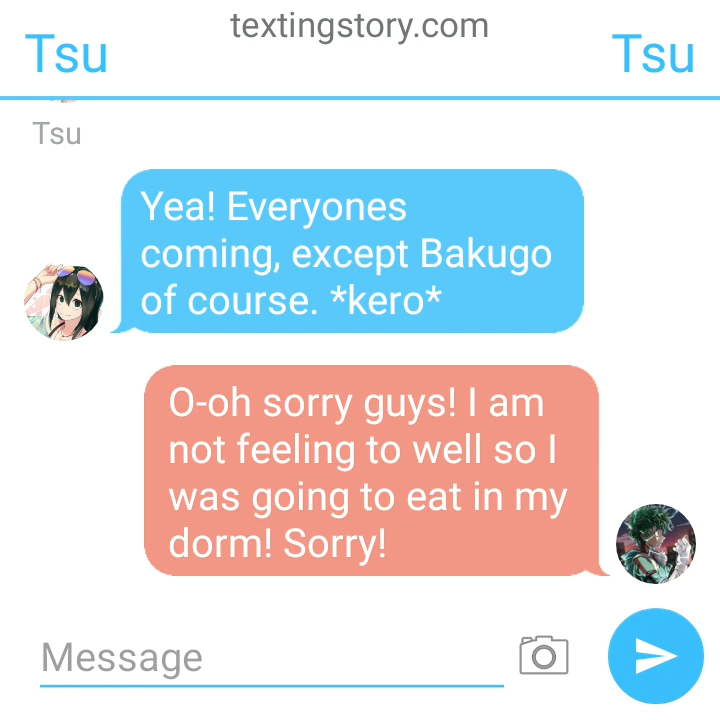 textingstory.com
Tsu
Tsu
Tsu
Yea! Everyones
coming, except Bakugo
of course. *kero*
O-oh sorry guys! I am
not feeling to well so I
was going to eat in my
dorm! Sorry!
Message